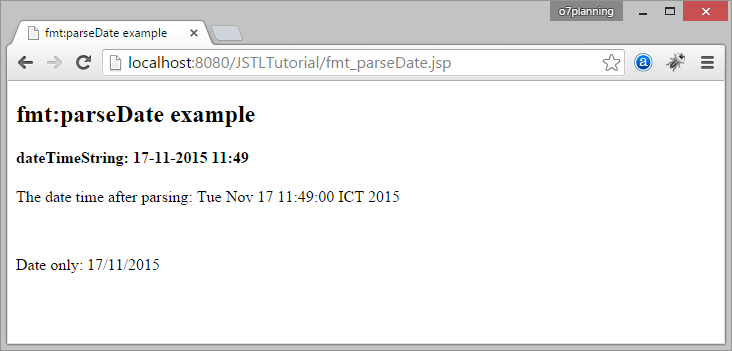 o7planning
fmt:parseDate example
localhost:8080/JSTLTutorial/fmt_parseDate.jsp
fmt:parseDate example
dateTimeString: 17-11-2015 11:49
The date time after parsing: Tue Nov 17 11:49:00 ICT 2015
Date only: 17/11/2015